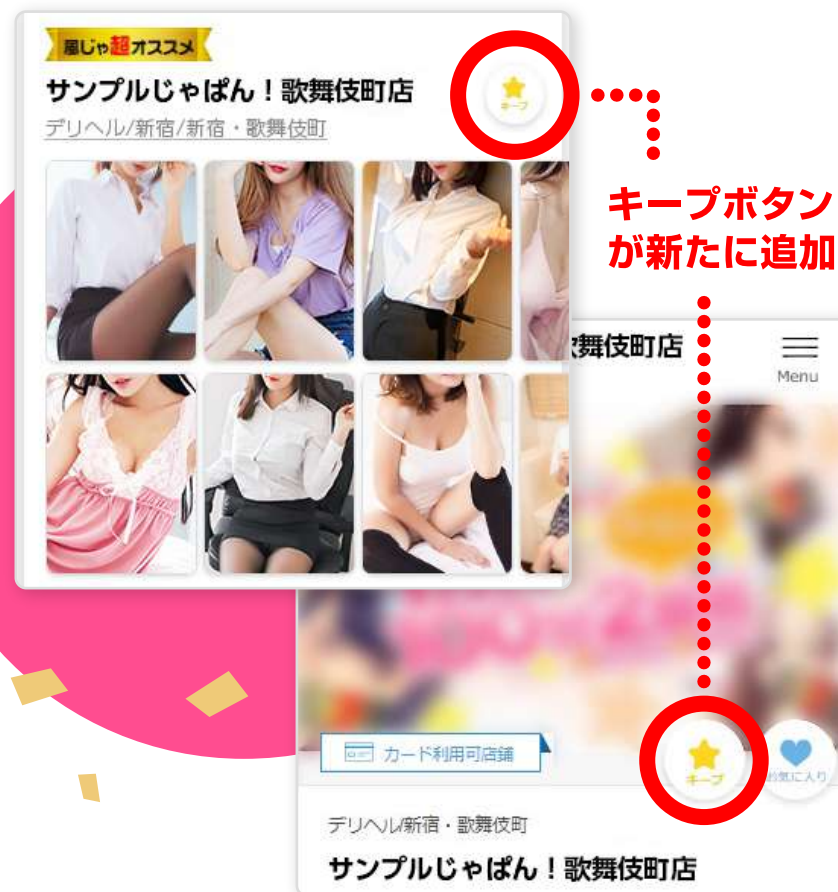 風じゃ超オススメ
サンプルじゃぱん！歌舞伎町店
キープ
デリヘル/新宿/新宿・歌舞伎町
キープボタン
が新たに追加
歌舞伎町店
Menu
カード利用可店舗
キープ
お気に入り
デリヘル/新宿・歌舞伎町
サンプルじゃぱん！歌舞伎町店